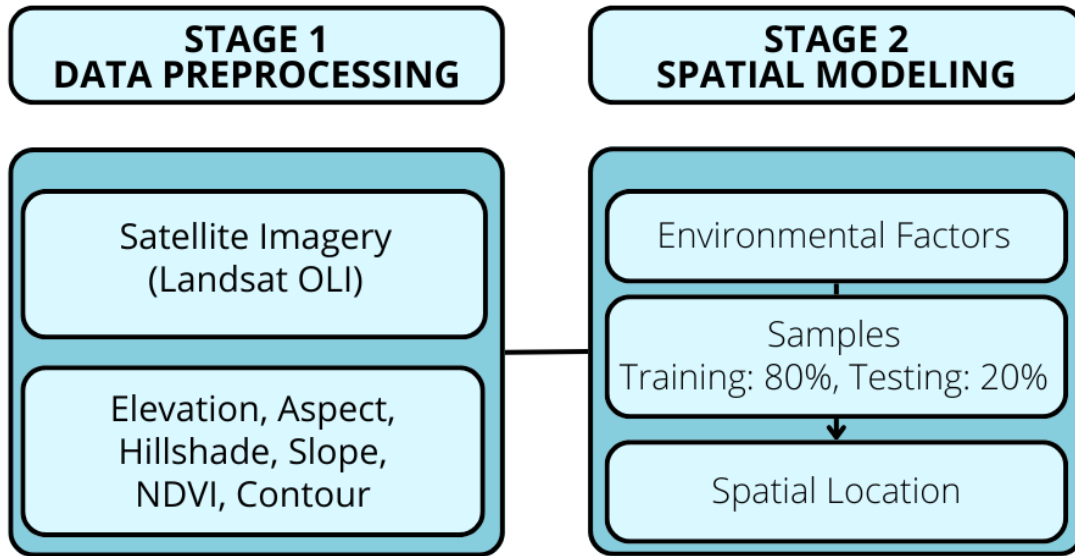 STAGE 1
DATA PREPROCESSING
Satellite Imagery
(Landsat OLI)
Elevation, Aspect,
Hillshade, Slope,
NDVI, Contour
STAGE 2
SPATIAL MODELING
Environmental Factors
Samples
Training: 80%, Testing: 20%
Spatial Location